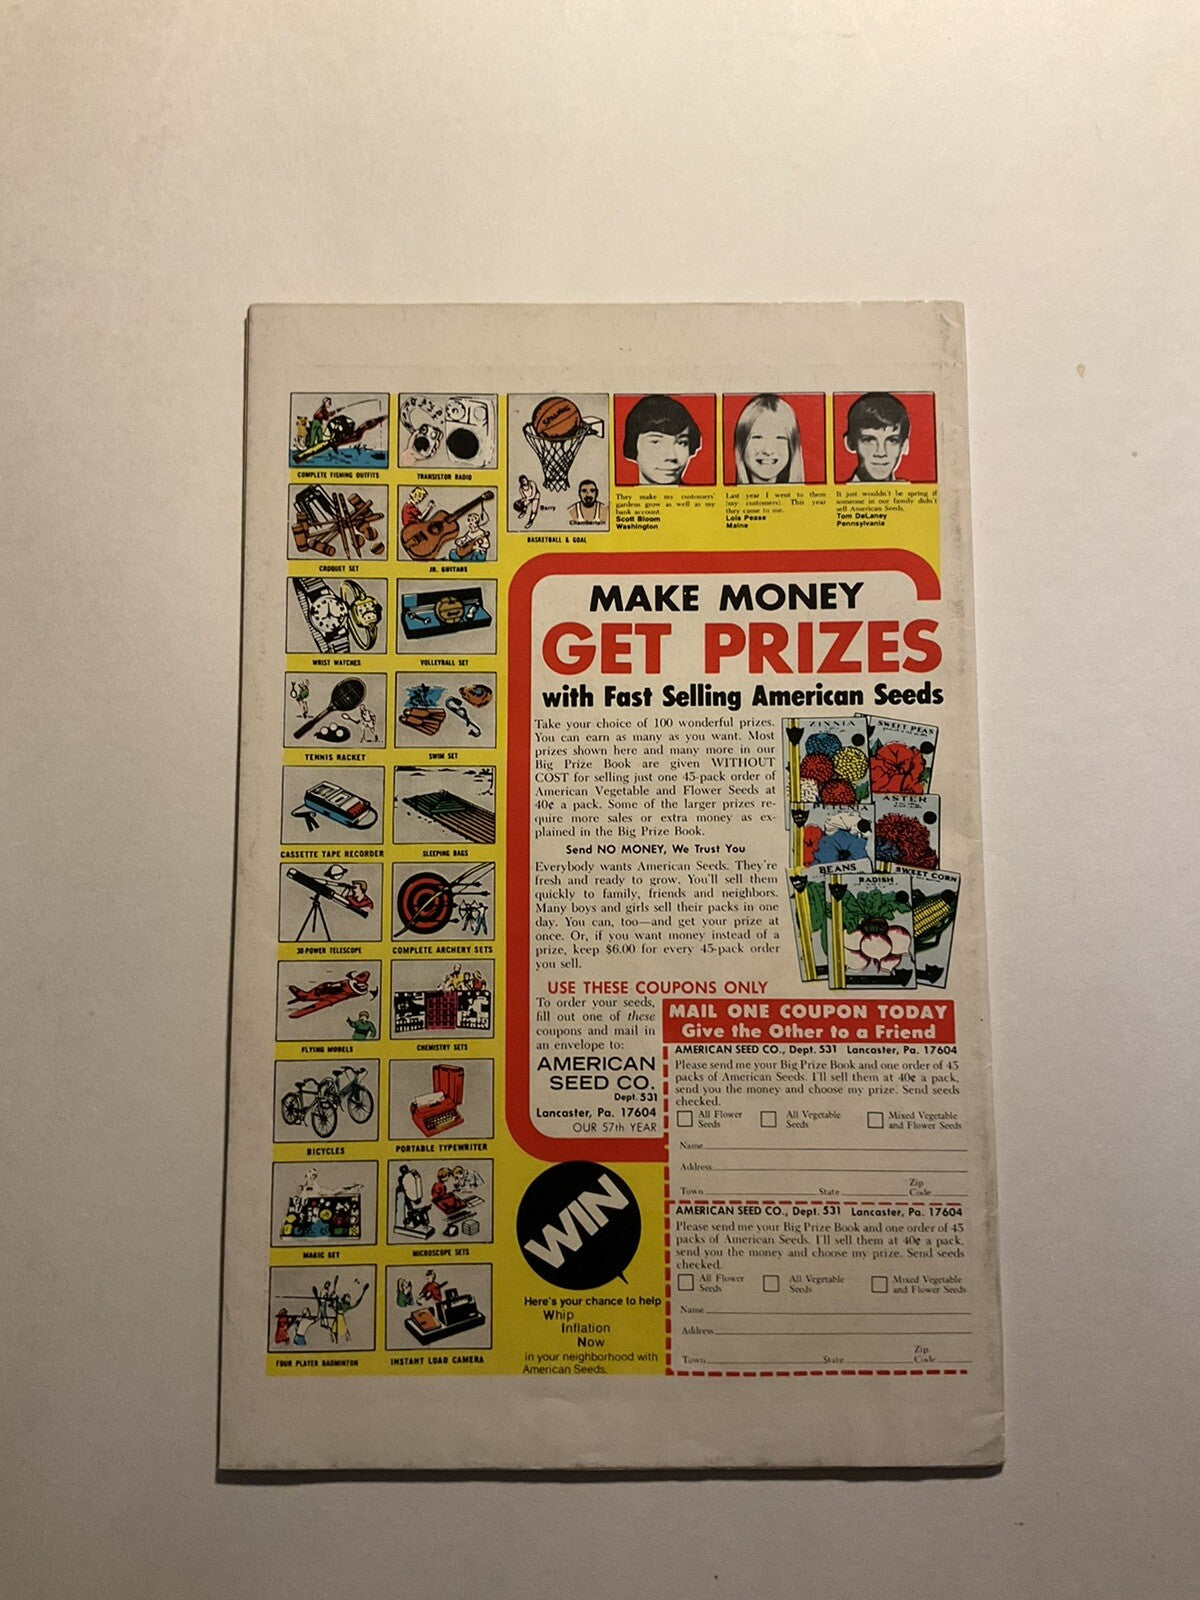 COMPLETE FISHING OUTFITS
TRANSISTOR RADIO
CROQUET SET
JR. GUITARS
WRIST WATCHES
VOLLEYBALL SET
TENNIS RACKET
SWIM SET
CASSETTE TAPE RECORDER
SLEEPING BAGS
30-POWER TELESCOPE
COMPLETE ARCHERY SETS
FLYING MODELS
CHEMISTRY SETS
BICYCLES
PORTABLE TYPEWRITER
MAGIC SET
MICROSCOPE SETS
FOUR PLAYER BADMINTON
INSTANT LOAD CAMERA
SPALDING
Barry
Chamberlain
BASKETBALL & GOAL
They make my customers'
gardens grow as well as my
bank account.
Scott Bloom
Washington
Last year I went to them
(my customers). This year
they came to me.
Lois Pease
Maine
It just wouldn't be spring if
someone in our family didn't
sell American Seeds.
Tom DeLaney
Pennsylvania
MAKE MONEY
GET PRIZES
with Fast Selling American Seeds
Take your choice of 100 wonderful prizes.
You can earn as many as you want. Most
prizes shown here and many more in our
Big Prize Book are given WITHOUT
COST for selling just one 45-pack order of
American Vegetable and Flower Seeds at
40¢ a pack. Some of the larger prizes re-
quire more sales or extra money as ex-
plained in the Big Prize Book.
Send NO MONEY, We Trust You
Everybody wants American Seeds. They're
fresh and ready to grow. You'll sell them
quickly to family, friends and neighbors.
Many boys and girls sell their packs in one
day. You can, too—and get your prize at
once. Or, if you want money instead of a
prize, keep $6.00 for every 45-pack order
you sell.
ZINNIA
SWEET PEAS
PETUNIA
ASTER
BEANS
RADISH
SWEET CORN
USE THESE COUPONS ONLY
To order your seeds,
fill out one of these
coupons and mail in
an envelope to:
AMERICAN
SEED CO.
Dept. 531
Lancaster, Pa. 17604
OUR 57th YEAR
WIN
Here's your chance to help
Whip
Inflation
Now
in your neighborhood with
American Seeds.
MAIL ONE COUPON TODAY
Give the Other to a Friend
AMERICAN SEED CO., Dept. 531 Lancaster, Pa. 17604
Please send me your Big Prize Book and one order of 45
packs of American Seeds. I'll sell them at 40¢ a pack,
send you the money and choose my prize. Send seeds
checked.
All Flower Seeds
All Vegetable Seeds
Mixed Vegetable and Flower Seeds
Name
Address
Town State Zip Code
AMERICAN SEED CO., Dept. 531 Lancaster, Pa. 17604
Please send me your Big Prize Book and one order of 45
packs of American Seeds. I'll sell them at 40¢ a pack,
send you the money and choose my prize. Send seeds
checked.
All Flower Seeds
All Vegetable Seeds
Mixed Vegetable and Flower Seeds
Name
Address
Town State Zip Code